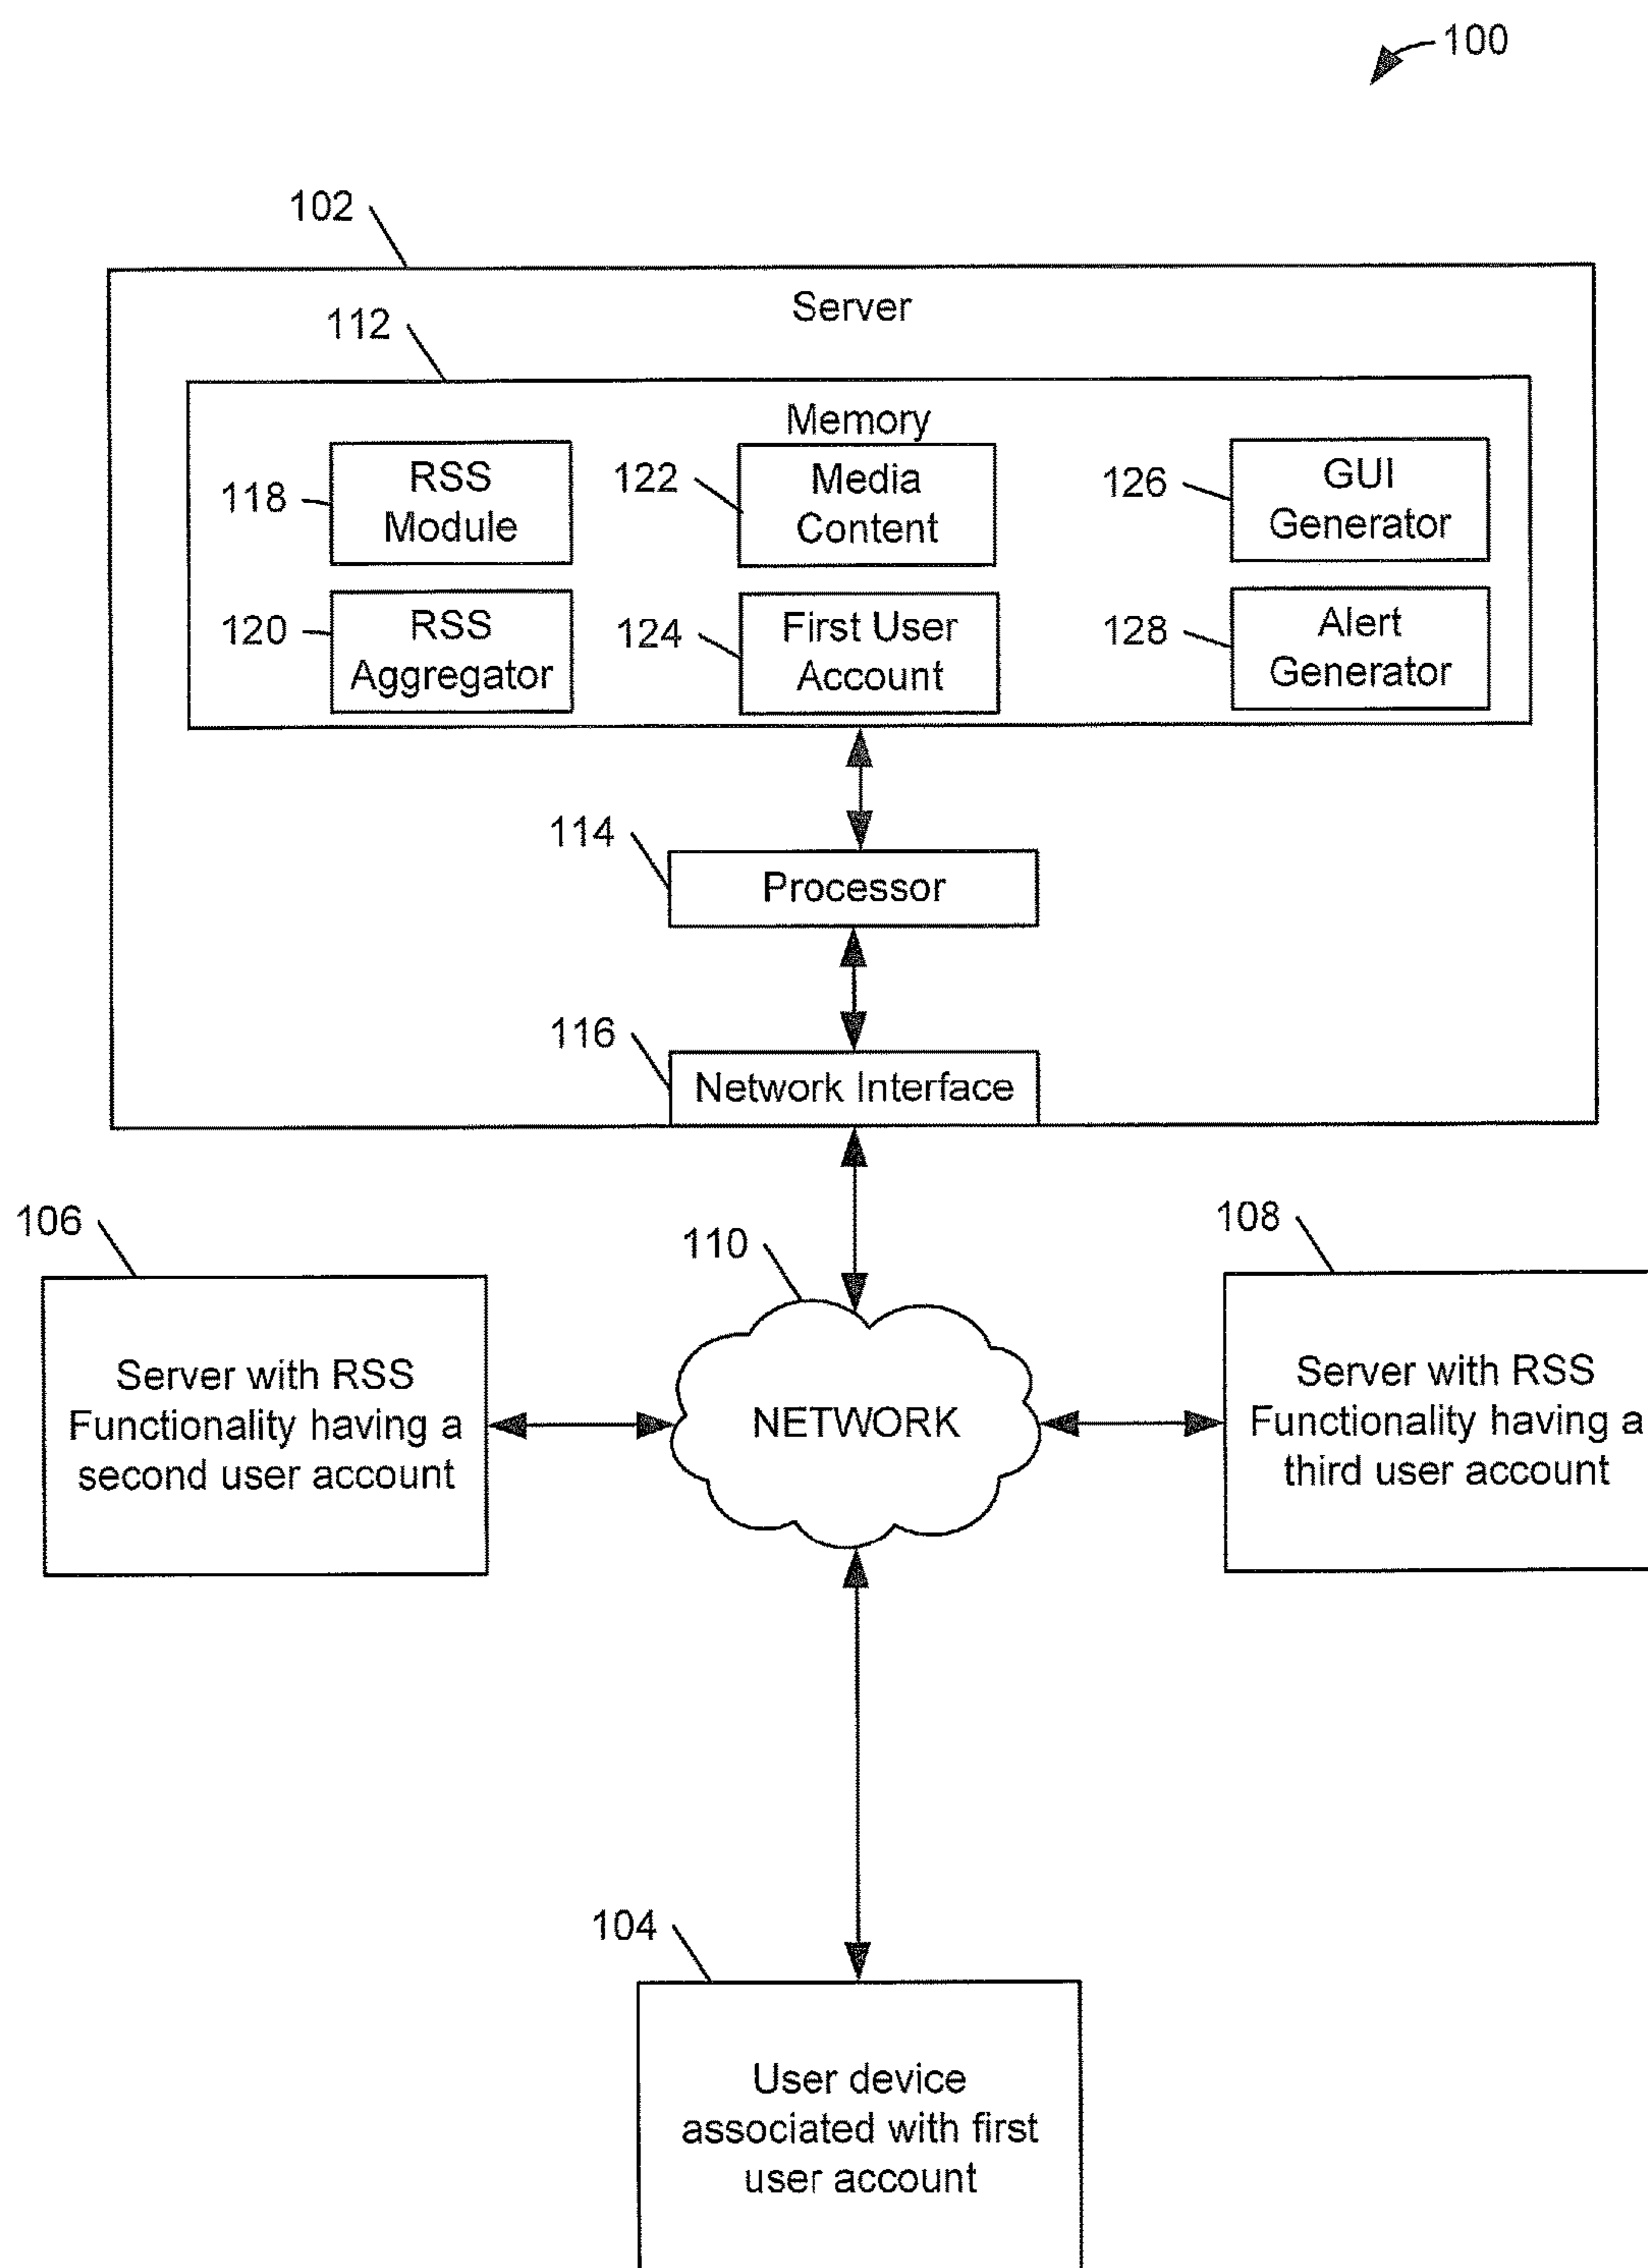 100
102
Server
112
Memory
118
RSS
Module
122
Media
Content
126
GUI
Generator
120
RSS
Aggregator
124
First User
Account
128
Alert
Generator
114
Processor
116
Network Interface
106
Server with RSS
Functionality having a
second user account
110
NETWORK
108
Server with RSS
Functionality having a
third user account
104
User device
associated with first
user account